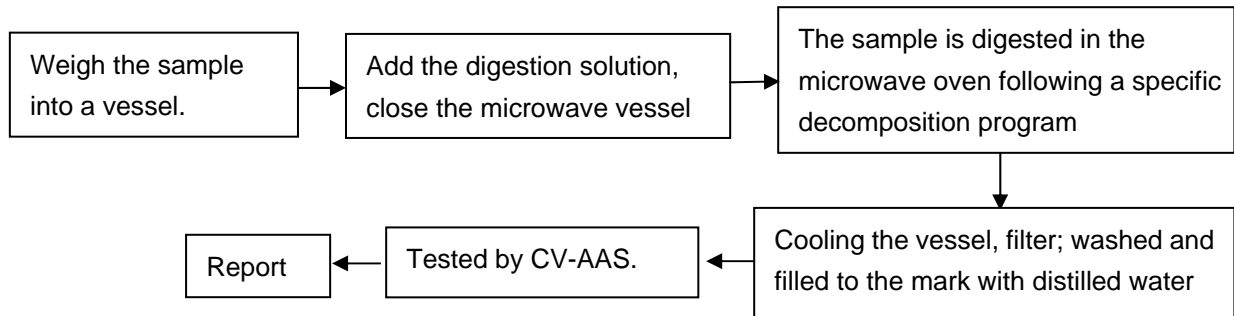 Weigh the sample
into a vessel.
Add the digestion solution,
close the microwave vessel
The sample is digested in the
microwave oven following a specific
decomposition program
Cooling the vessel, filter; washed and
filled to the mark with distilled water
Tested by CV-AAS.
Report